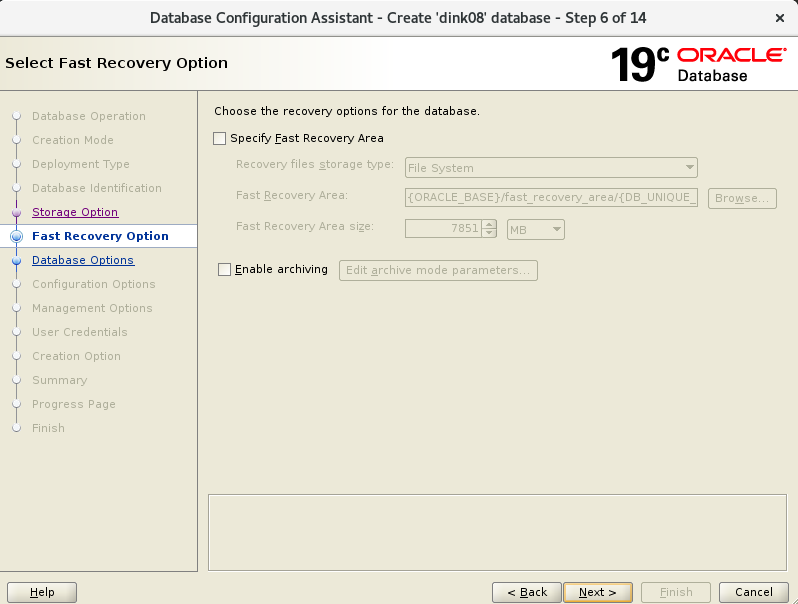 Database Configuration Assistant - Create 'dink08' database - Step 6 of 14
Select Fast Recovery Option
19c ORACLE Database
Database Operation
Creation Mode
Deployment Type
Database Identification
Storage Option
Fast Recovery Option
Database Options
Configuration Options
Management Options
User Credentials
Creation Option
Summary
Progress Page
Finish
Choose the recovery options for the database.
Specify Fast Recovery Area
Recovery files storage type: File System
Fast Recovery Area: {ORACLE_BASE}/fast_recovery_area/{DB_UNIQUE_ Browse...
Fast Recovery Area size: 7851 MB
Enable archiving Edit archive mode parameters...
Help < Back Next > Finish Cancel